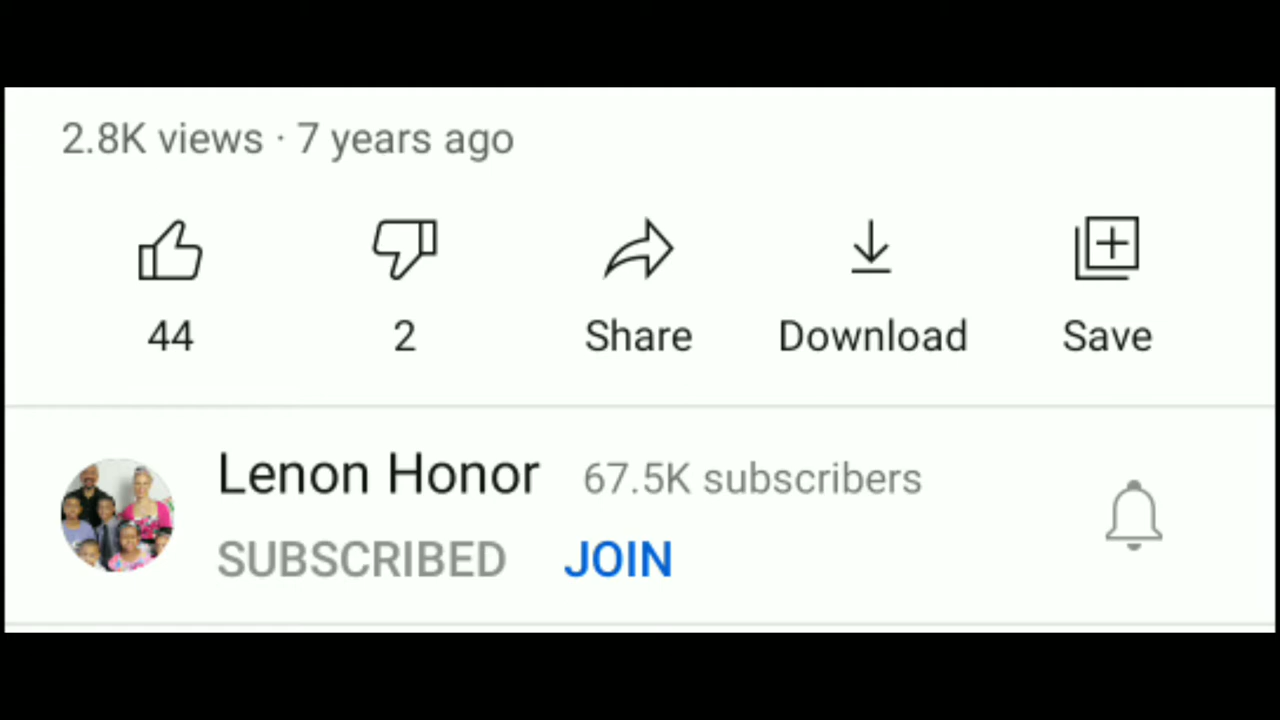 2.8K views · 7 years ago
44 2 Share Download Save
Lenon Honor 67.5K subscribers
SUBSCRIBED JOIN